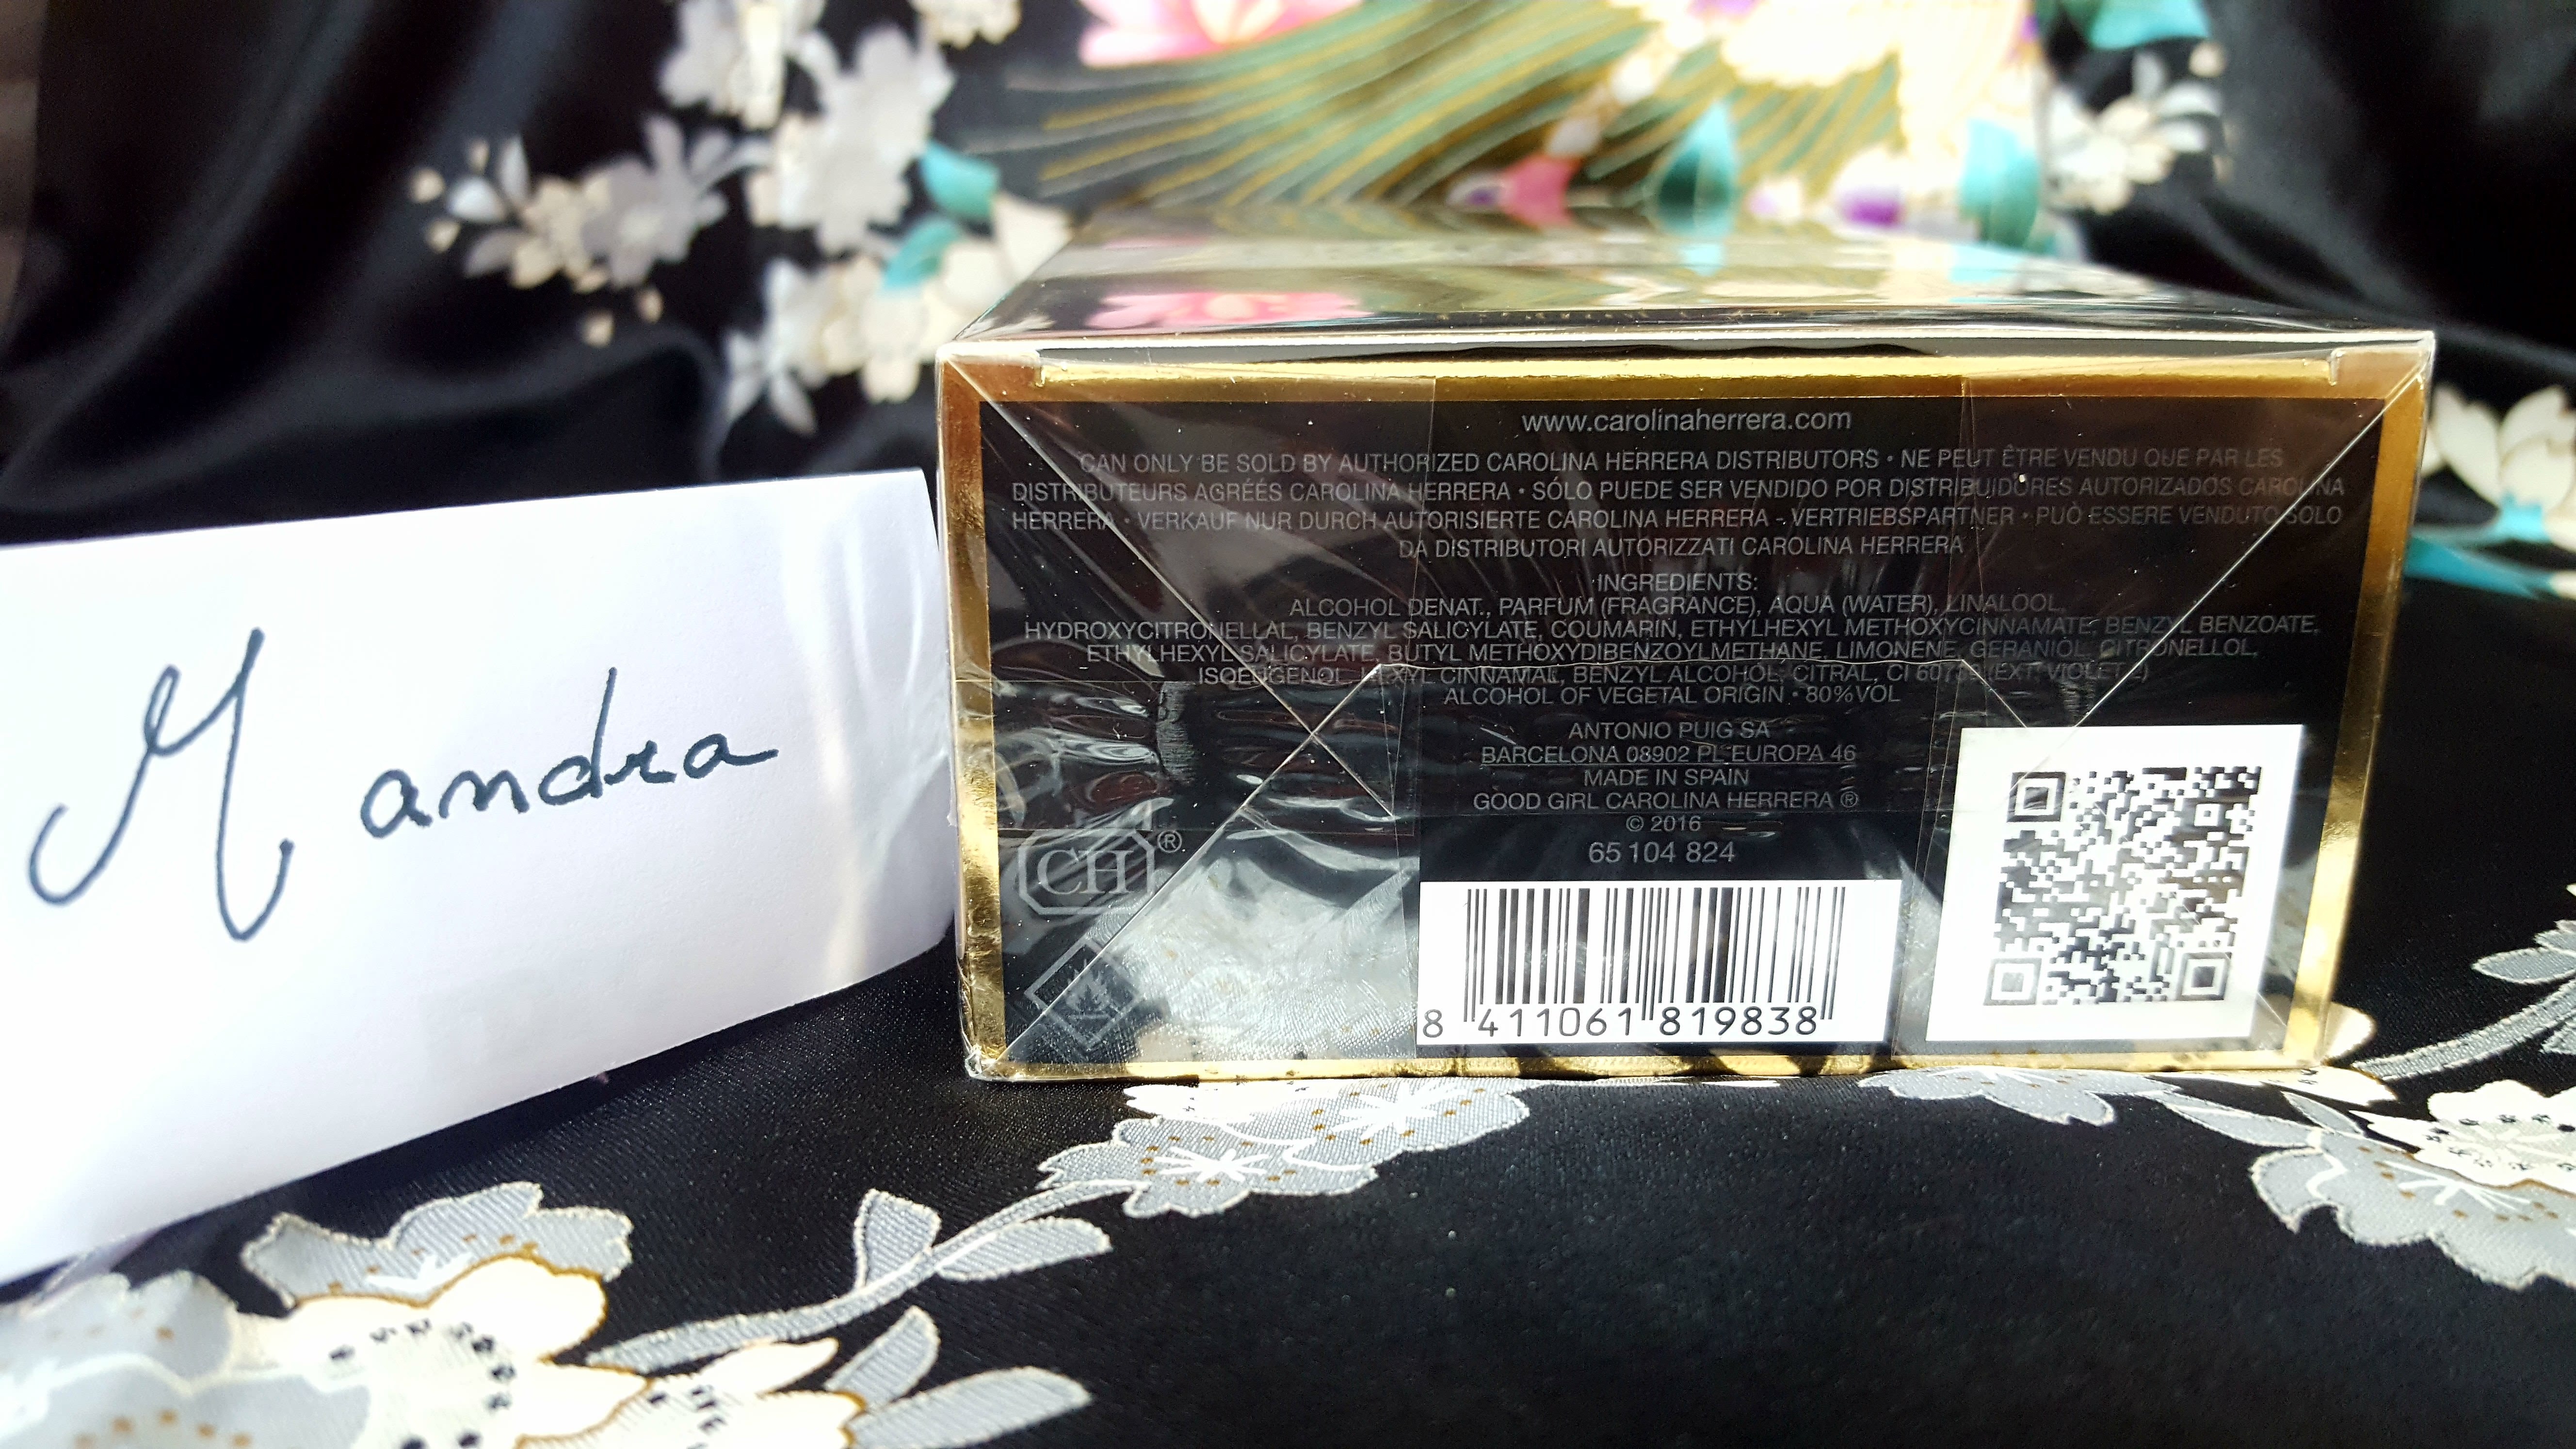 Mandra
www.carolinaherrera.com
CAN ONLY BE SOLD BY AUTHORIZED CAROLINA HERRERA DISTRIBUTORS • NE PEUT ÊTRE VENDU QUE PAR LES
DISTRIBUTEURS AGRÉÉS CAROLINA HERRERA • SÓLO PUEDE SER VENDIDO POR DISTRIBUIDORES AUTORIZADOS CAROLINA
HERRERA • VERKAUF NUR DURCH AUTORISIERTE CAROLINA HERRERA - VERTRIEBSPARTNER • PUÒ ESSERE VENDUTO SOLO
DA DISTRIBUTORI AUTORIZZATI CAROLINA HERRERA
INGREDIENTS:
ALCOHOL DENAT., PARFUM (FRAGRANCE), AQUA (WATER), LINALOOL,
HYDROXYCITRONELLAL, BENZYL SALICYLATE, COUMARIN, ETHYLHEXYL METHOXYCINNAMATE, BENZYL BENZOATE,
ETHYLHEXYL SALICYLATE, BUTYL METHOXYDIBENZOYLMETHANE, LIMONENE, GERANIOL, CITRONELLOL,
ISOEUGENOL, HEXYL CINNAMAL, BENZYL ALCOHOL, CITRAL, CI (EXT. VIOLET 2)
ALCOHOL OF VEGETAL ORIGIN • 80%VOL
ANTONIO PUIG SA
BARCELONA 08902 PL EUROPA 46
MADE IN SPAIN
GOOD GIRL CAROLINA HERRERA ®
© 2016
65 104 824
CH®
8 411061 819838